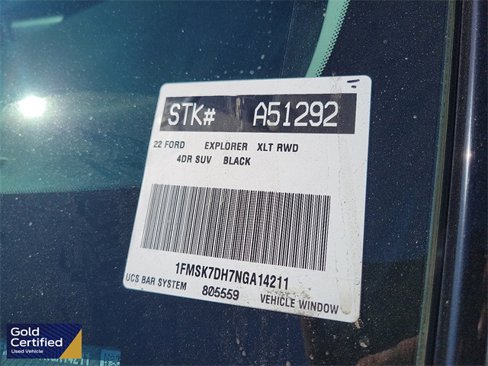 STK# A51292
22 FORD EXPLORER XLT RWD
4DR SUV BLACK
1FMSK7DH7NGA14211
UCS BAR SYSTEM 805559 VEHICLE WINDOW
Gold
Certified
Used Vehicle